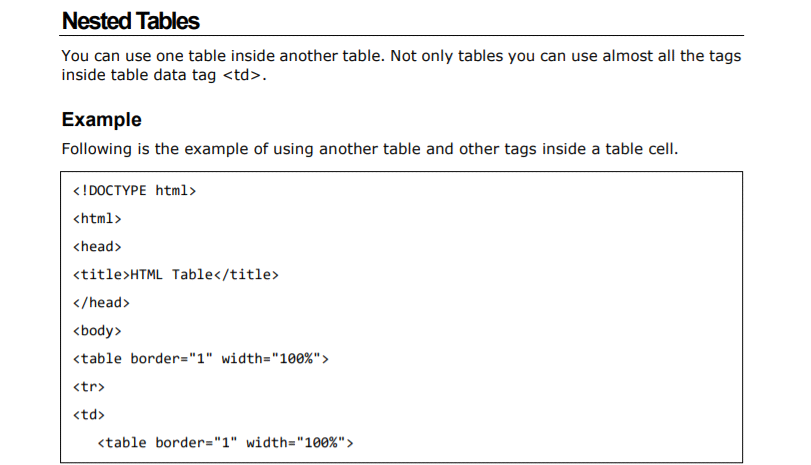 Nested Tables
You can use one table inside another table. Not only tables you can use almost all the tags
inside table data tag <td>.
Example
Following is the example of using another table and other tags inside a table cell.
<!DOCTYPE html>
<html>
<head>
<title>HTML Table</title>
</head>
<body>
<table border="1" width="100%">
<tr>
<td>
   <table border="1" width="100%">